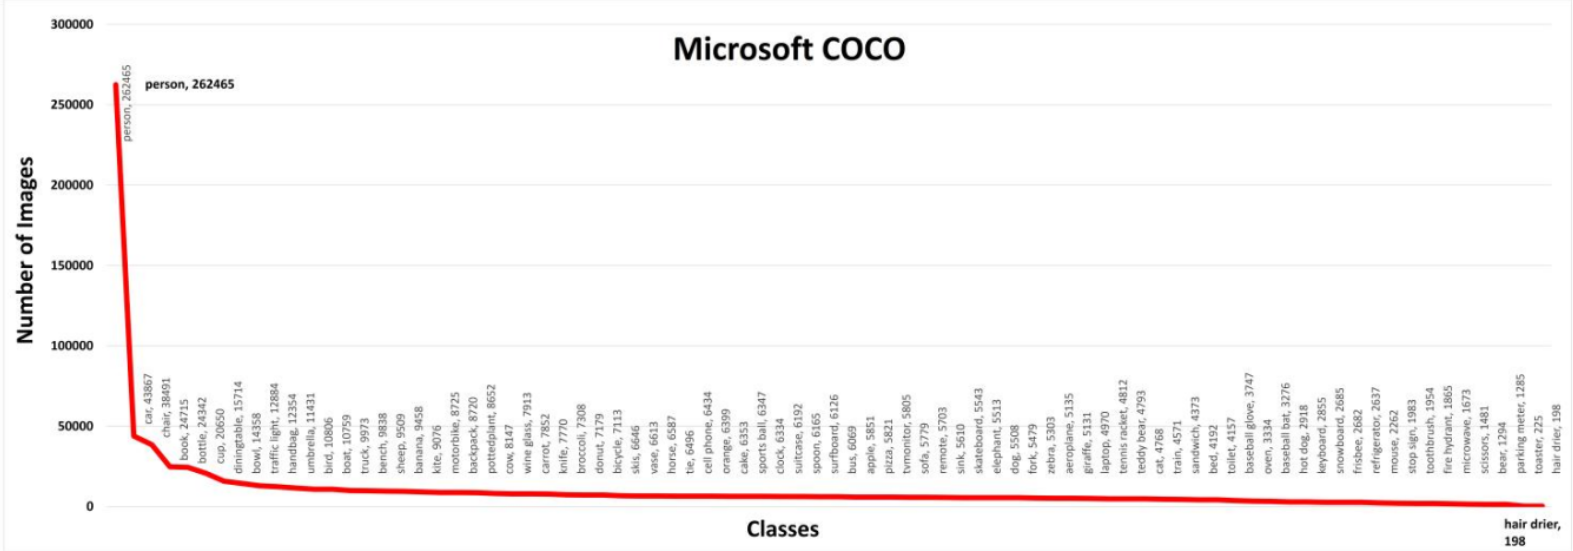 Microsoft COCO
Number of Images
300000
250000
200000
150000
100000
50000
0
person, 262465
person, 262465
car, 43867
chair, 38491
book, 24715
bottle, 24342
cup, 20650
diningtable, 15714
bowl, 14358
traffic light, 12884
handbag, 12354
umbrella, 11431
bird, 10806
boat, 10759
truck, 9973
bench, 9838
sheep, 9509
banana, 9458
kite, 9076
motorbike, 8725
backpack, 8720
pottedplant, 8652
cow, 8147
wine glass, 7913
carrot, 7852
knife, 7770
broccoli, 7308
donut, 7179
bicycle, 7113
skis, 6646
vase, 6613
horse, 6587
tie, 6496
cell phone, 6434
orange, 6399
cake, 6353
sports ball, 6347
clock, 6334
suitcase, 6192
spoon, 6165
surfboard, 6126
bus, 6069
apple, 5851
pizza, 5821
tvmonitor, 5805
sofa, 5779
remote, 5703
sink, 5610
skateboard, 5543
elephant, 5513
dog, 5508
fork, 5479
zebra, 5303
aeroplane, 5135
giraffe, 5131
laptop, 4970
tennis racket, 4812
teddy bear, 4793
cat, 4768
train, 4571
sandwich, 4373
bed, 4192
toilet, 4157
baseball glove, 3747
oven, 3334
baseball bat, 3276
hot dog, 2918
keyboard, 2855
snowboard, 2685
frisbee, 2682
refrigerator, 2637
mouse, 2262
stop sign, 1983
toothbrush, 1954
fire hydrant, 1865
microwave, 1673
scissors, 1481
bear, 1294
parking meter, 1285
toaster, 225
hair drier, 198
Classes
hair drier,
198